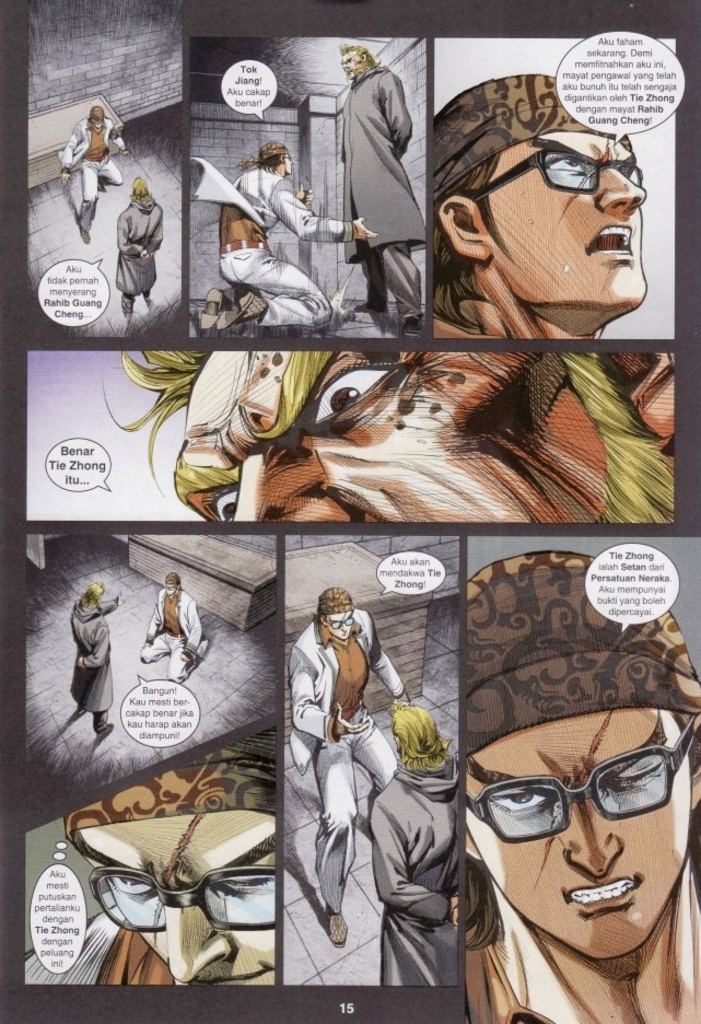 Aku
tidak pernah
menyerang
Rahib Guang
Cheng...
Tok
Jiang!
Aku cakap
benar!
Aku faham
sekarang. Demi
memfitnahkan aku ini,
mayat pengawal yang telah
aku bunuh itu telah sengaja
digantikan oleh Tie Zhong
dengan mayat Rahib
Guang Cheng!
Benar
Tie Zhong
itu...
Bangun!
Kau mesti ber-
cakap benar jika
kau harap akan
diampuni!
Aku
mesti
putuskan
pertalianku
dengan
Tie Zhong
dengan
peluang
ini!
Aku akan
mendakwa Tie
Zhong!
Tie Zhong
ialah Setan dari
Persatuan Neraka.
Aku mempunyai
bukti yang boleh
dipercayai.
15